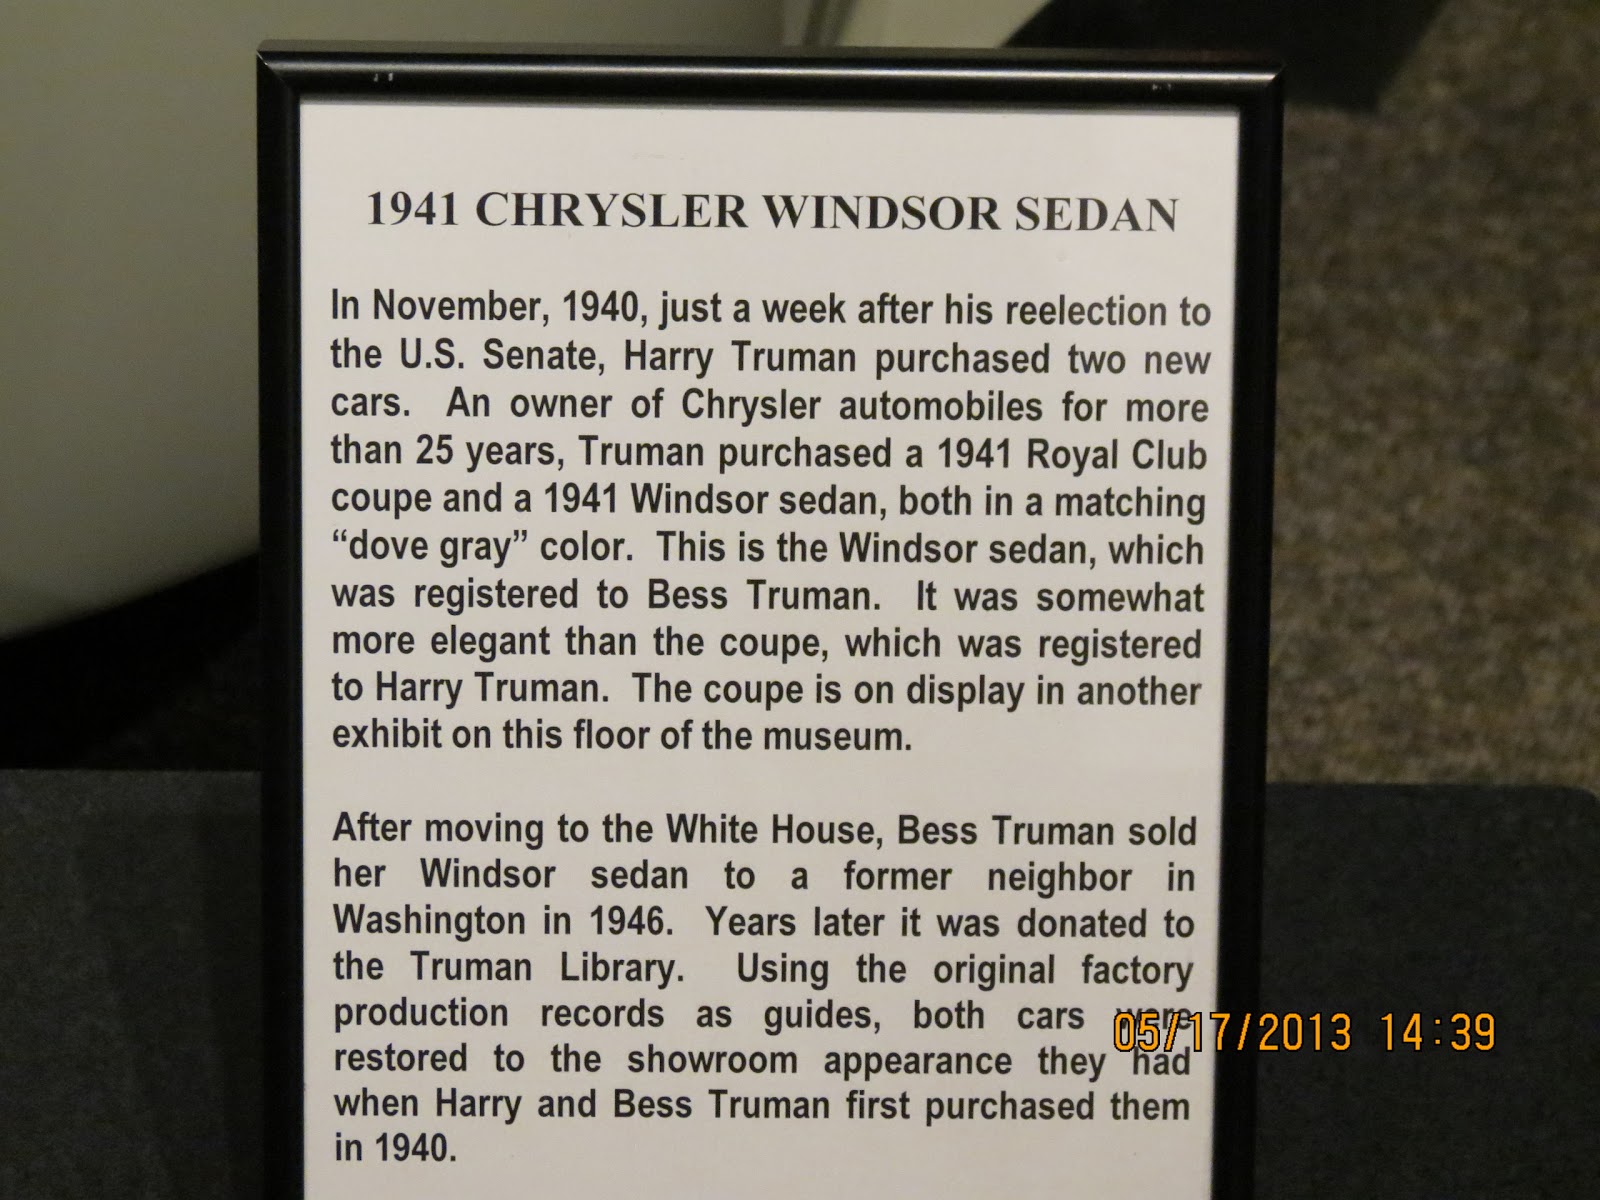 1941 CHRYSLER WINDSOR SEDAN
In November, 1940, just a week after his reelection to
the U.S. Senate, Harry Truman purchased two new
cars. An owner of Chrysler automobiles for more
than 25 years, Truman purchased a 1941 Royal Club
coupe and a 1941 Windsor sedan, both in a matching
“dove gray” color. This is the Windsor sedan, which
was registered to Bess Truman. It was somewhat
more elegant than the coupe, which was registered
to Harry Truman. The coupe is on display in another
exhibit on this floor of the museum.
After moving to the White House, Bess Truman sold
her Windsor sedan to a former neighbor in
Washington in 1946. Years later it was donated to
the Truman Library. Using the original factory
production records as guides, both cars were
restored to the showroom appearance they had
when Harry and Bess Truman first purchased them
in 1940.
05/17/2013 14:39